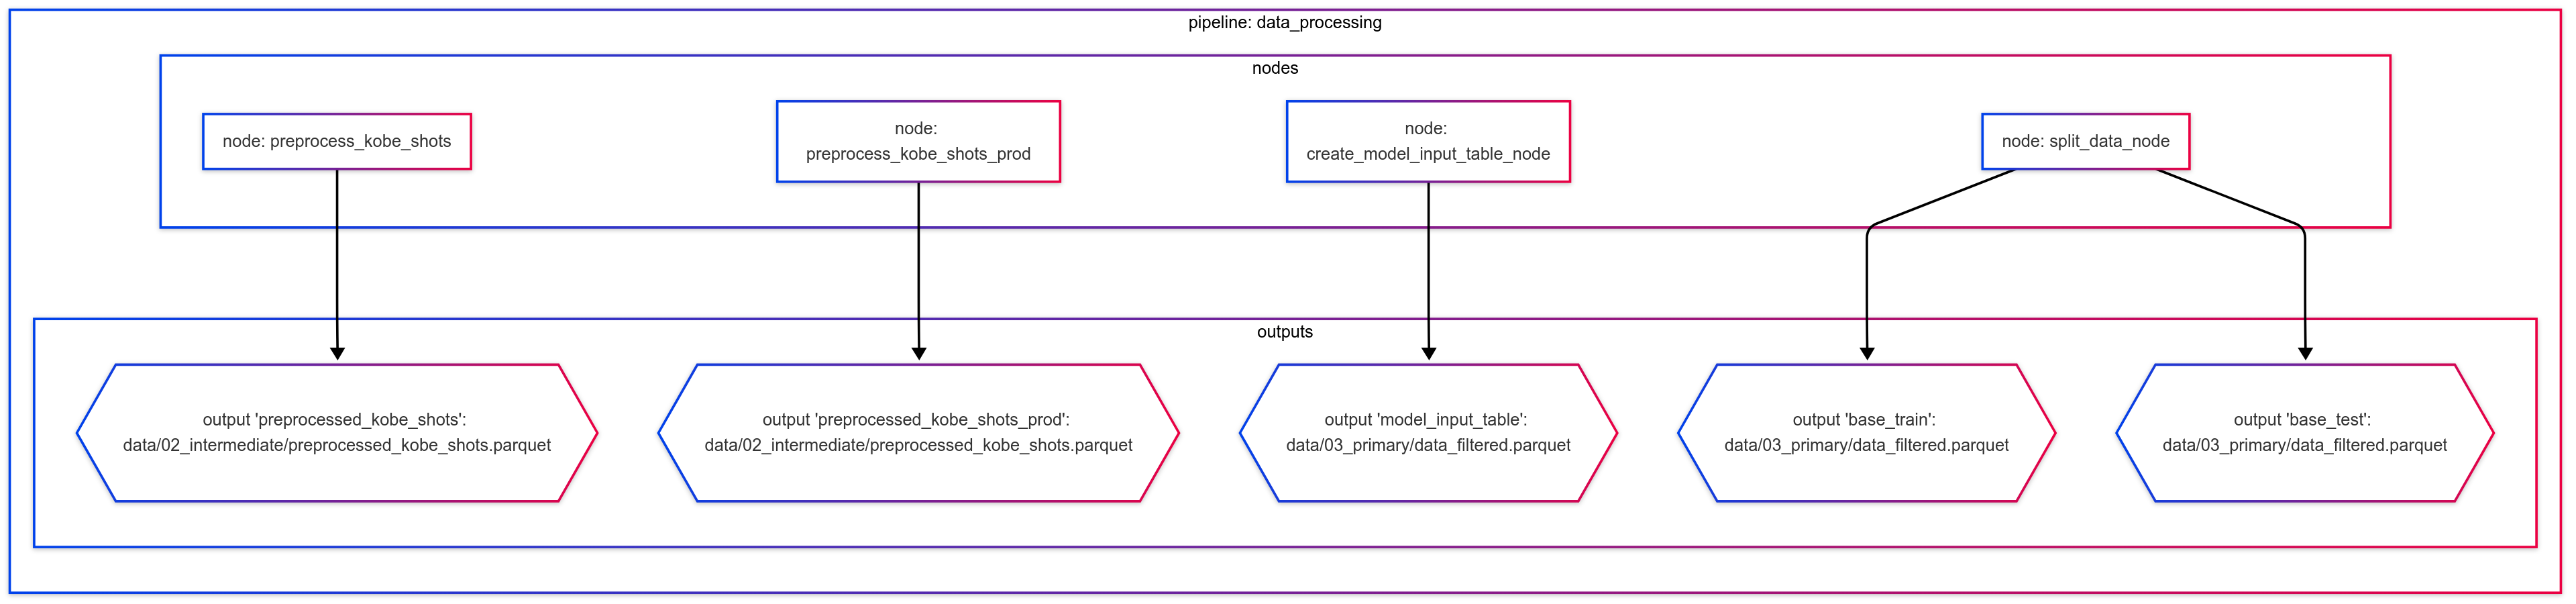 pipeline: data_processing
nodes
node: preprocess_kobe_shots
node:
preprocess_kobe_shots_prod
node:
create_model_input_table_node
node: split_data_node
outputs
output 'preprocessed_kobe_shots':
data/02_intermediate/preprocessed_kobe_shots.parquet
output 'preprocessed_kobe_shots_prod':
data/02_intermediate/preprocessed_kobe_shots.parquet
output 'model_input_table':
data/03_primary/data_filtered.parquet
output 'base_train':
data/03_primary/data_filtered.parquet
output 'base_test':
data/03_primary/data_filtered.parquet